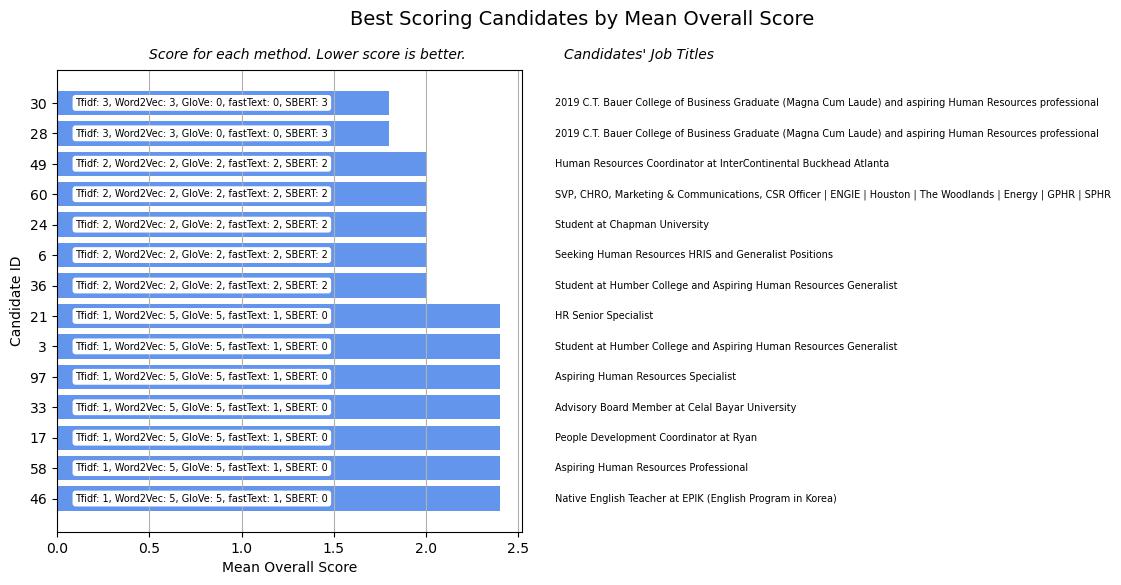 Best Scoring Candidates by Mean Overall Score
Score for each method. Lower score is better.
Candidates' Job Titles
Candidate ID
30 Tfidf: 3, Word2Vec: 3, GloVe: 0, fastText: 0, SBERT: 3 2019 C.T. Bauer College of Business Graduate (Magna Cum Laude) and aspiring Human Resources professional
28 Tfidf: 3, Word2Vec: 3, GloVe: 0, fastText: 0, SBERT: 3 2019 C.T. Bauer College of Business Graduate (Magna Cum Laude) and aspiring Human Resources professional
49 Tfidf: 2, Word2Vec: 2, GloVe: 2, fastText: 2, SBERT: 2 Human Resources Coordinator at InterContinental Buckhead Atlanta
60 Tfidf: 2, Word2Vec: 2, GloVe: 2, fastText: 2, SBERT: 2 SVP, CHRO, Marketing & Communications, CSR Officer | ENGIE | Houston | The Woodlands | Energy | GPHR | SPHR
24 Tfidf: 2, Word2Vec: 2, GloVe: 2, fastText: 2, SBERT: 2 Student at Chapman University
6 Tfidf: 2, Word2Vec: 2, GloVe: 2, fastText: 2, SBERT: 2 Seeking Human Resources HRIS and Generalist Positions
36 Tfidf: 2, Word2Vec: 2, GloVe: 2, fastText: 2, SBERT: 2 Student at Humber College and Aspiring Human Resources Generalist
21 Tfidf: 1, Word2Vec: 5, GloVe: 5, fastText: 1, SBERT: 0 HR Senior Specialist
3 Tfidf: 1, Word2Vec: 5, GloVe: 5, fastText: 1, SBERT: 0 Student at Humber College and Aspiring Human Resources Generalist
97 Tfidf: 1, Word2Vec: 5, GloVe: 5, fastText: 1, SBERT: 0 Aspiring Human Resources Specialist
33 Tfidf: 1, Word2Vec: 5, GloVe: 5, fastText: 1, SBERT: 0 Advisory Board Member at Celal Bayar University
17 Tfidf: 1, Word2Vec: 5, GloVe: 5, fastText: 1, SBERT: 0 People Development Coordinator at Ryan
58 Tfidf: 1, Word2Vec: 5, GloVe: 5, fastText: 1, SBERT: 0 Aspiring Human Resources Professional
46 Tfidf: 1, Word2Vec: 5, GloVe: 5, fastText: 1, SBERT: 0 Native English Teacher at EPIK (English Program in Korea)
0.0 0.5 1.0 1.5 2.0 2.5
Mean Overall Score